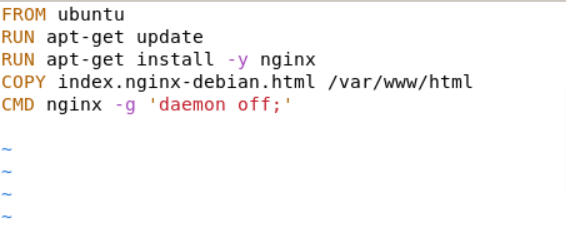 FROM ubuntu
RUN apt-get update
RUN apt-get install -y nginx
COPY index.nginx-debian.html /var/www/html
CMD nginx -g 'daemon off;'
~
~
~
~